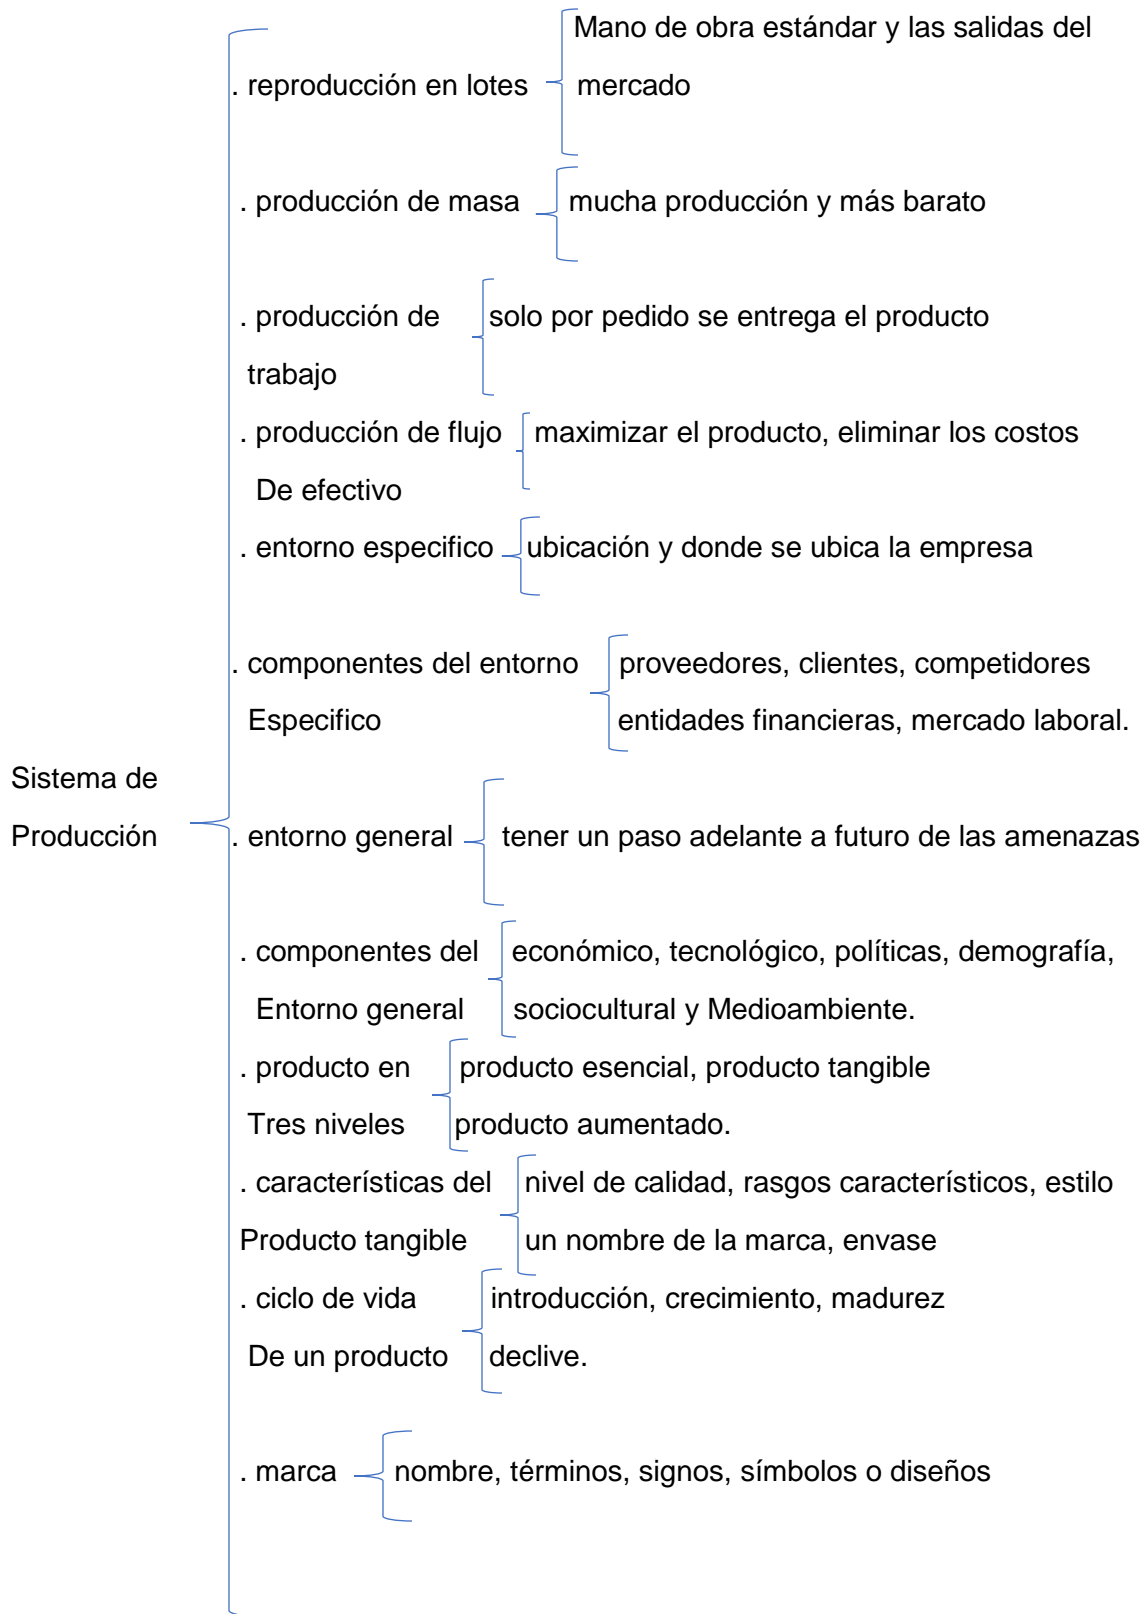 Mano de obra estándar y las salidas del
. reproducción en lotes mercado
. producción de masa mucha producción y más barato
. producción de solo por pedido se entrega el producto
trabajo
. producción de flujo maximizar el producto, eliminar los costos
De efectivo
. entorno especifico ubicación y donde se ubica la empresa
. componentes del entorno proveedores, clientes, competidores
Especifico entidades financieras, mercado laboral.
Sistema de
Producción . entorno general tener un paso adelante a futuro de las amenazas
. componentes del económico, tecnológico, políticas, demografía,
Entorno general sociocultural y Medioambiente.
. producto en producto esencial, producto tangible
Tres niveles producto aumentado.
. características del nivel de calidad, rasgos característicos, estilo
Producto tangible un nombre de la marca, envase
. ciclo de vida introducción, crecimiento, madurez
De un producto declive.
. marca nombre, términos, signos, símbolos o diseños